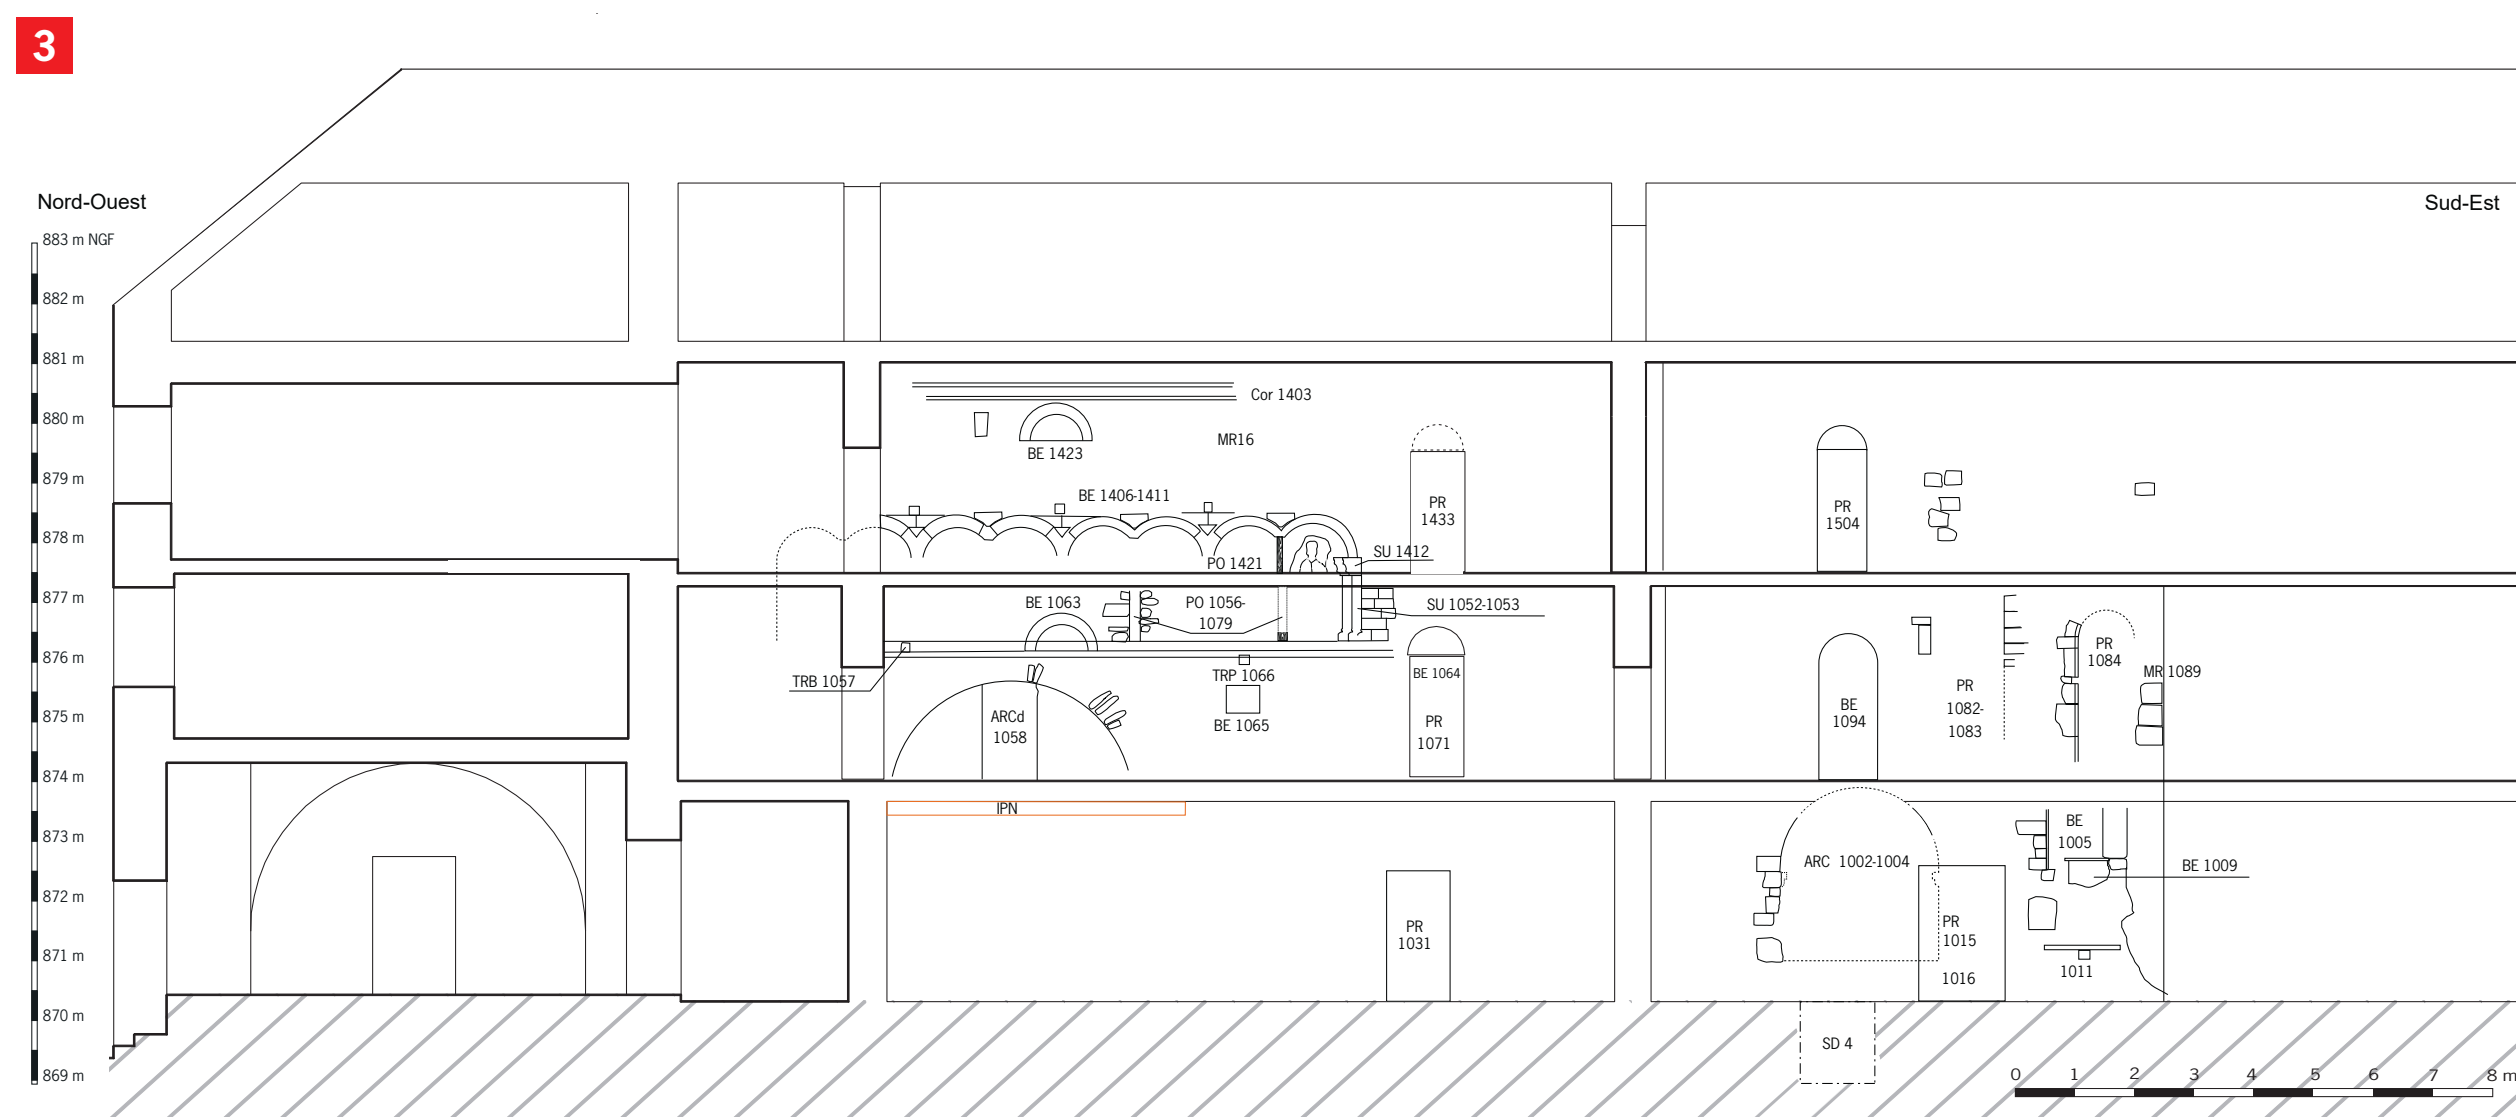 3
Nord-Ouest
Sud-Est
883 m NGF
882 m
881 m
880 m
879 m
878 m
877 m
876 m
875 m
874 m
873 m
872 m
871 m
870 m
869 m
Cor 1403
MR16
BE 1423
BE 1406-1411
PO 1421
SU 1412
PR
1433
PR
1504
BE 1063
PO 1056-
1079
SU 1052-1053
TRB 1057
TRP 1066
BE 1065
ARCd
1058
BE 1064
PR
1071
BE
1094
PR
1082-
1083
PR
1084
MR 1089
IPN
PR
1031
ARC 1002-1004
PR
1015
1016
BE
1005
BE 1009
1011
SD 4
0 1 2 3 4 5 6 7 8 m